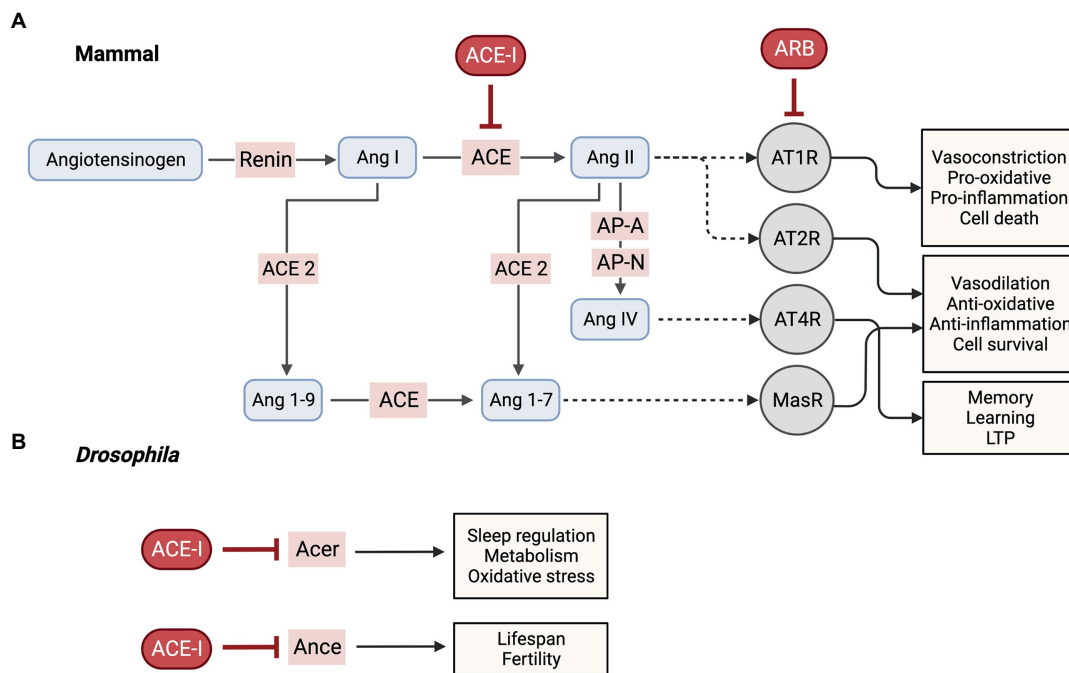 A
Mammal
ACE-I
ARB
Angiotensinogen
Renin
Ang I
ACE
Ang II
AT1R
Vasoconstriction
Pro-oxidative
Pro-inflammation
Cell death
AP-A
AP-N
AT2R
ACE 2
ACE 2
Vasodilation
Anti-oxidative
Anti-inflammation
Cell survival
Ang IV
AT4R
Ang 1-9
ACE
Ang 1-7
MasR
Memory
Learning
LTP
B
Drosophila
ACE-I
Acer
Sleep regulation
Metabolism
Oxidative stress
ACE-I
Ance
Lifespan
Fertility